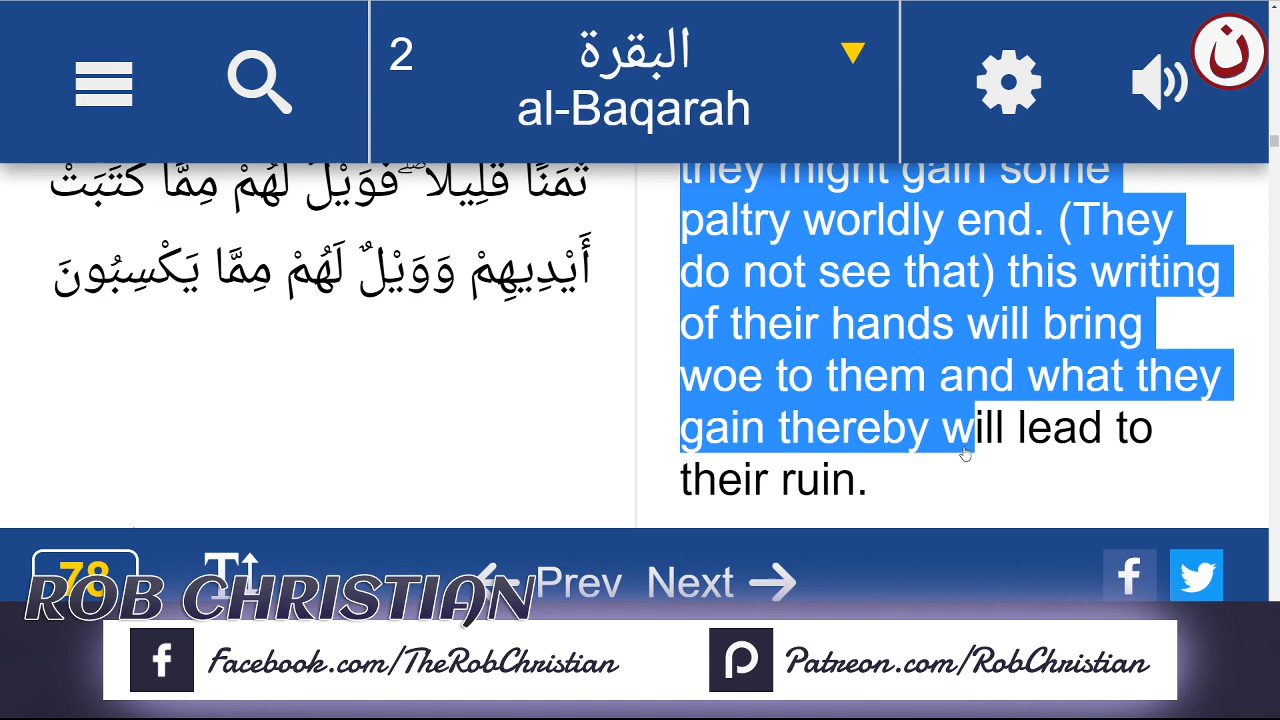 2
البقرة
al-Baqarah
ن
ثَمَنًا قَلِيلًا ۖ فَوَيْلٌ لَهُمْ مِمَّا كَتَبَتْ
أَيْدِيهِمْ وَوَيْلٌ لَهُمْ مِمَّا يَكْسِبُونَ
they might gain some
paltry worldly end. (They
do not see that) this writing
of their hands will bring
woe to them and what they
gain thereby will lead to
their ruin.
78
T
Prev
Next
ROB CHRISTIAN
Facebook.com/TheRobChristian
Patreon.com/RobChristian